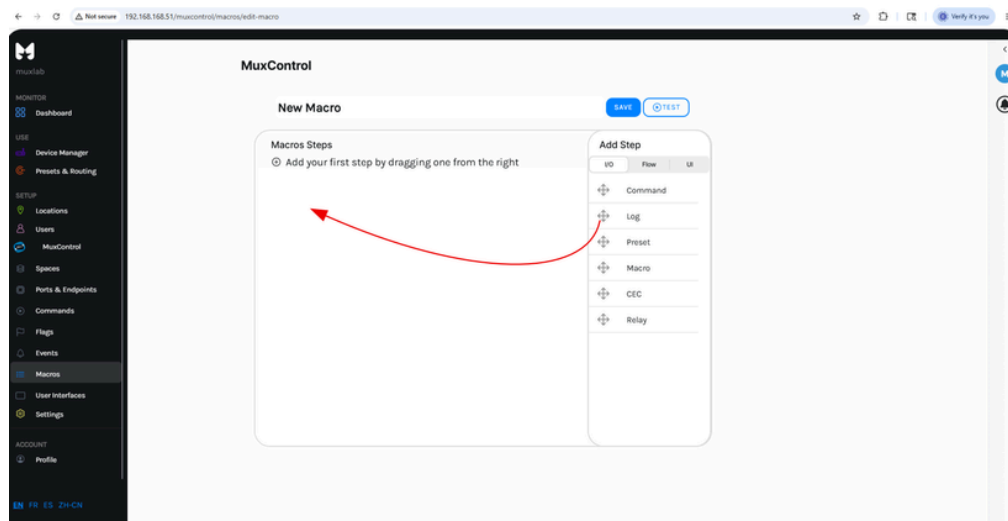 Not secure 192.168.168.51/muxcontrol/macros/edit-macro Verify it's you
muxlab
MONITOR
Dashboard
USE
Device Manager
Presets & Routing
SETUP
Locations
Users
MuxControl
Spaces
Ports & Endpoints
Commands
Flags
Events
Macros
User Interfaces
Settings
ACCOUNT
Profile
EN FR ES ZH-CN
MuxControl
New Macro
SAVE TEST
Macros Steps
Add your first step by dragging one from the right
Add Step
I/O Flow UI
Command
Log
Preset
Macro
CEC
Relay
M